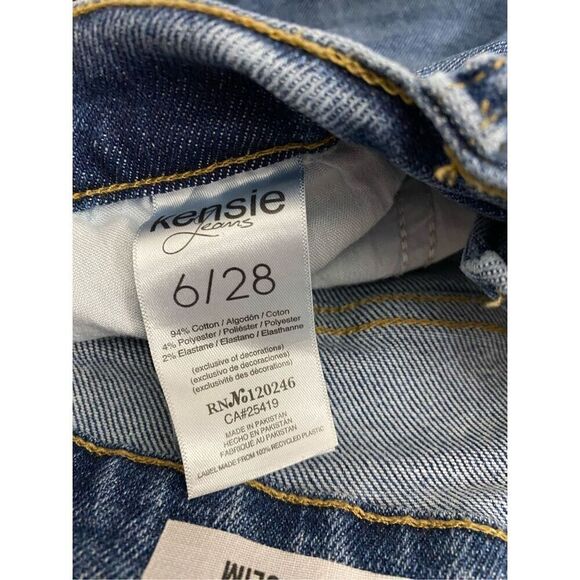 kensie
jeans
6/28
94% Cotton / Algodón / Coton
4% Polyester / Poliéster / Polyester
2% Elastane / Elastano / Elasthanne
(exclusive of decorations)
(exclusivo de decoraciones)
(exclusivité des décorations)
RN№120246
CA#25419
MADE IN PAKISTAN
HECHO EN PAKISTAN
FABRIQUÉ AU PAKISTAN
LABEL MADE FROM 100% RECYCLED PLASTIC
SLIM